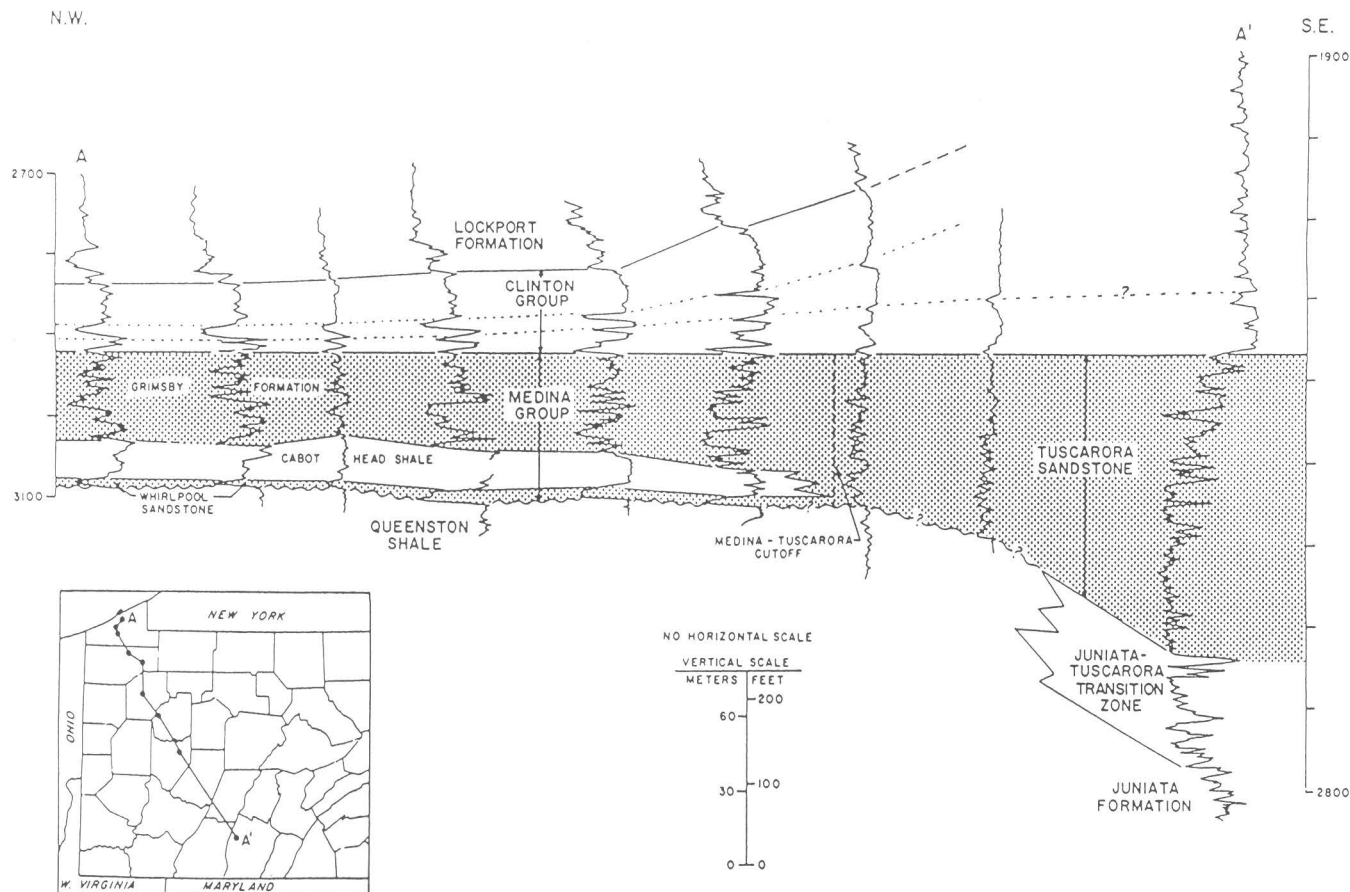 N.W.
S.E.
A
A'
1900
2700
LOCKPORT
FORMATION
CLINTON
GROUP
?
GRIMSBY
FORMATION
MEDINA
GROUP
TUSCARORA
SANDSTONE
CABOT
HEAD SHALE
3100
WHIRLPOOL
SANDSTONE
QUEENSTON
SHALE
?
?
?
MEDINA - TUSCARORA
CUTOFF
JUNIATA-
TUSCARORA
TRANSITION
ZONE
JUNIATA
FORMATION
2800
NO HORIZONTAL SCALE
VERTICAL SCALE
METERS FEET
200
60
30
100
0 0
A
NEW YORK
OHIO
A'
W. VIRGINIA
MARYLAND